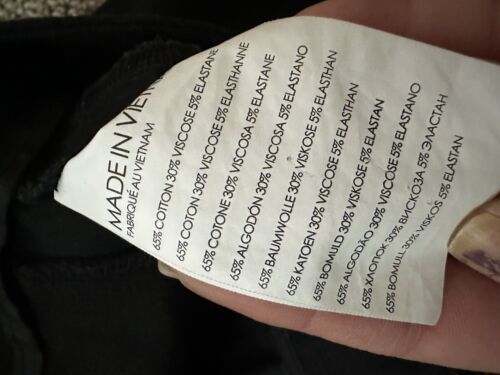 MADE IN VIETNAM
FABRIQUÉ AU VIETNAM
65% COTTON 30% VISCOSE 5% ELASTANE
65% COTON 30% VISCOSE 5% ELASTHANNE
65% COTONE 30% VISCOSA 5% ELASTANE
65% ALGODÓN 30% VISCOSA 5% ELASTANO
65% BAUMWOLLE 30% VISKOSE 5% ELASTHAN
65% KATOEN 30% VISCOSE 5% ELASTHAN
65% BOMULD 30% VISKOSE 5% ELASTAN
65% ALGODÃO 30% VISCOSE 5% ELASTANO
65% ХЛОПОК 30% ВИСКОЗА 5% ЭЛАСТАН
65% BOMULL 30% VISKOS 5% ELASTAN